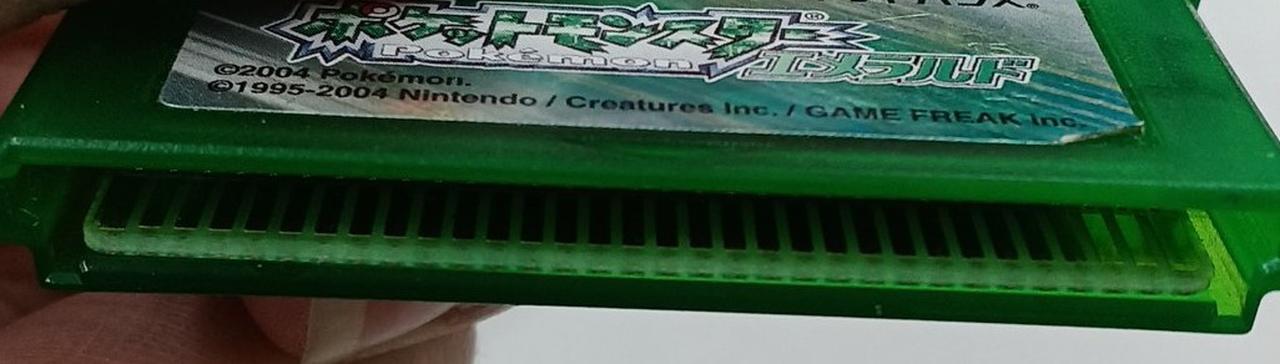 ポケットモンスター®
Pokémon
エメラルド
©2004 Pokémon.
©1995-2004 Nintendo / Creatures Inc. / GAME FREAK inc.